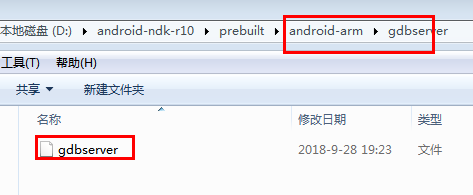 本地磁盘 (D:) ▸ android-ndk-r10 ▸ prebuilt ▸ android-arm ▸ gdbserver
工具(T) 帮助(H)
共享 新建文件夹
名称 修改日期 类型
gdbserver 2018-9-28 19:23 文件